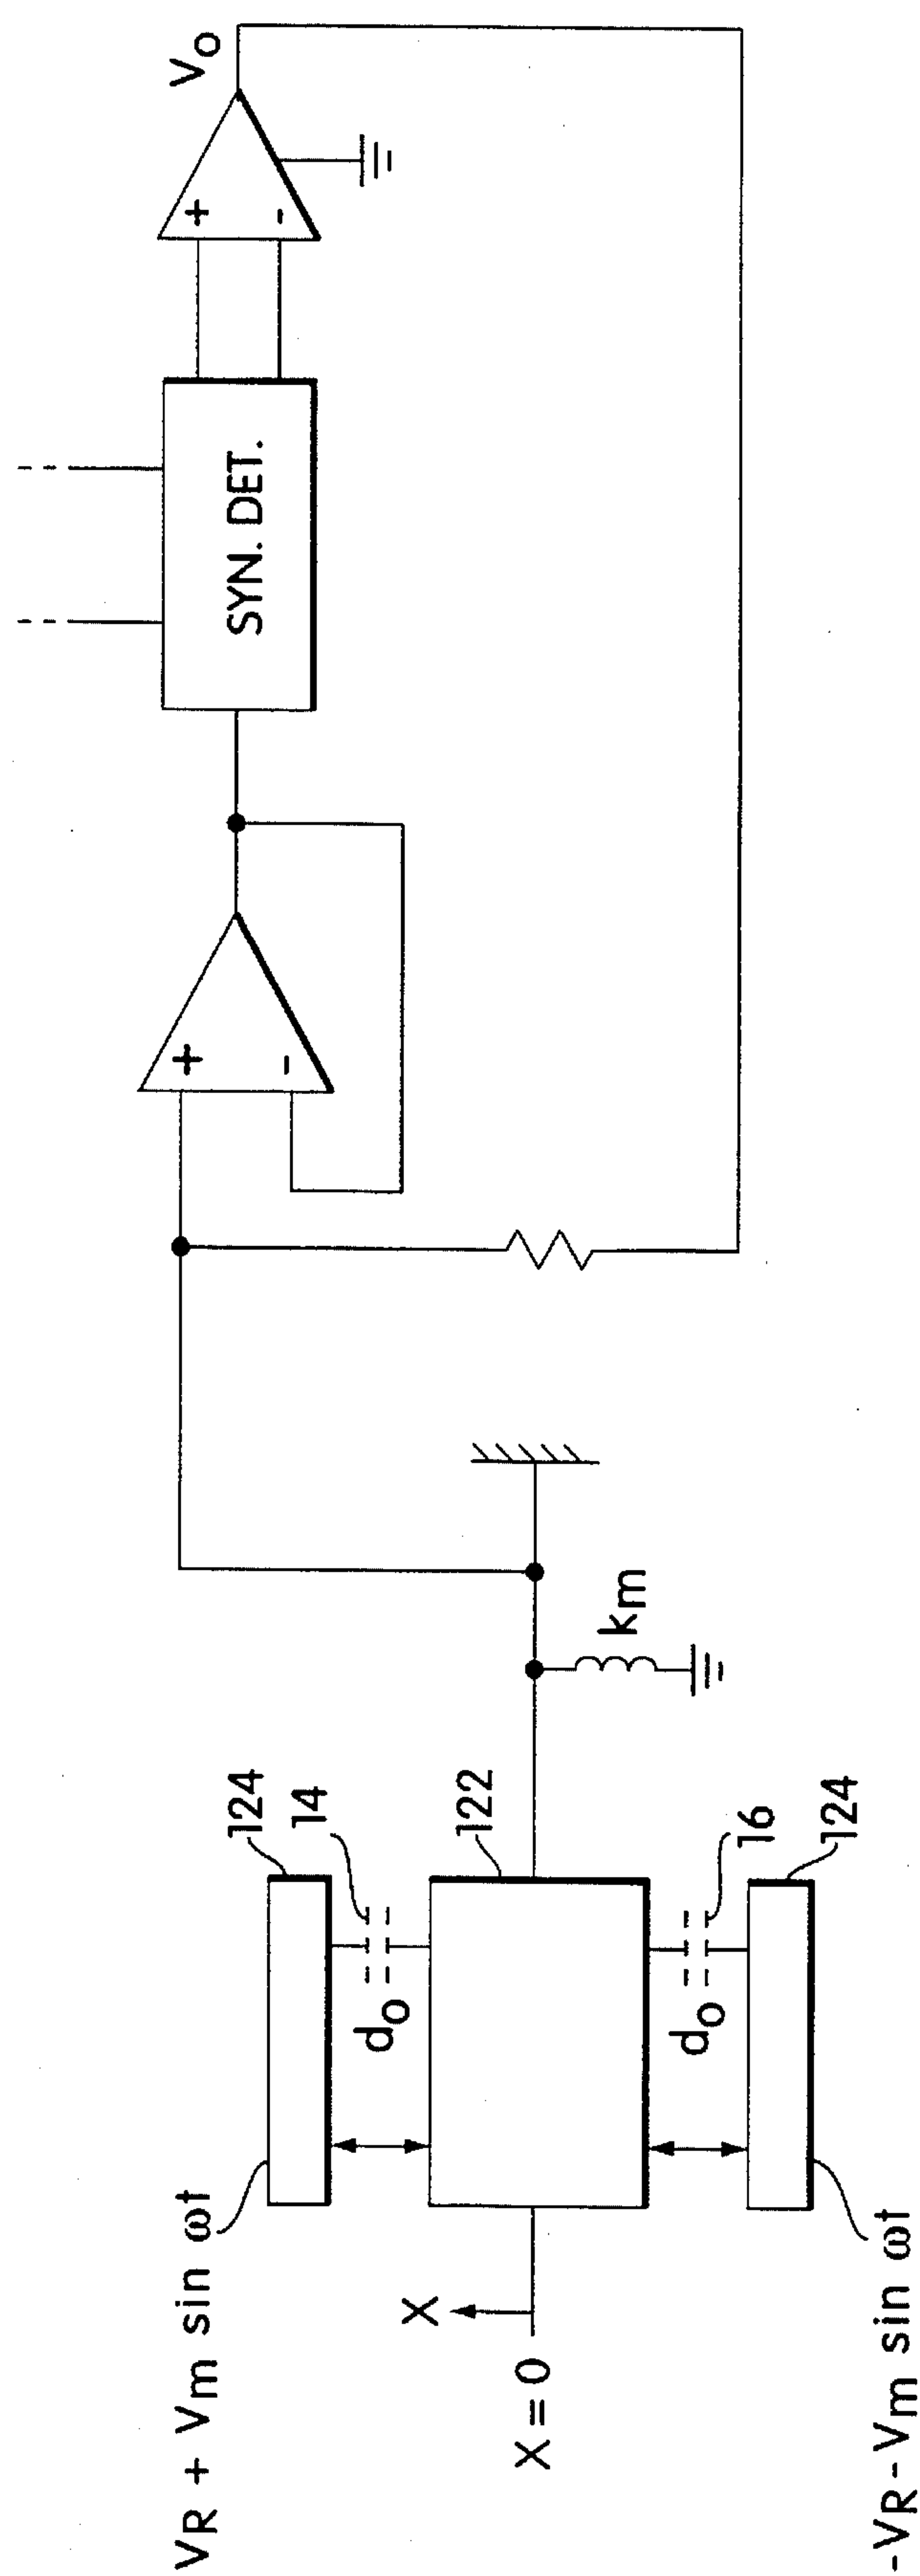 VR + Vm sin ωt
124
14
do
122
X
X = 0
do
16
124
-VR - Vm sin ωt
km
+
-
SYN. DET.
+
-
Vo